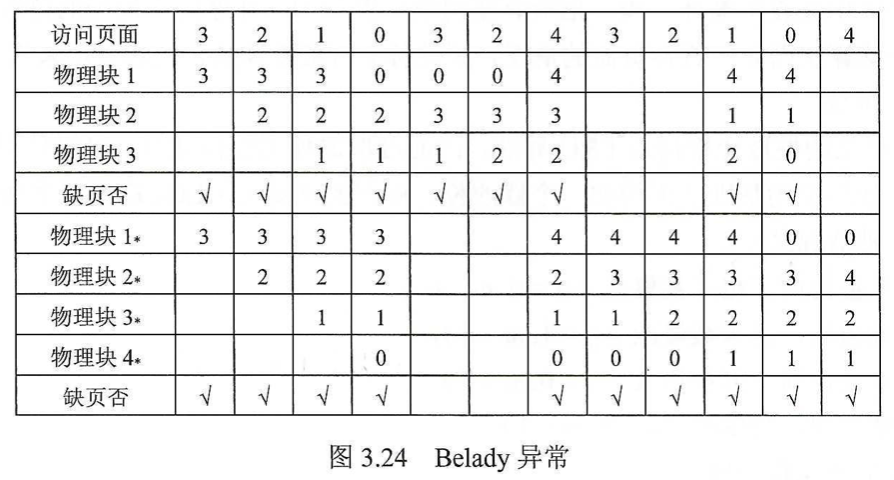 访问页面 3 2 1 0 3 2 4 3 2 1 0 4
物理块 1 3 3 3 0 0 0 4 4 4
物理块 2 2 2 2 3 3 3 1 1
物理块 3 1 1 1 2 2 2 0
缺页否 √ √ √ √ √ √ √ √ √
物理块 1* 3 3 3 3 4 4 4 4 0 0
物理块 2* 2 2 2 2 3 3 3 3 4
物理块 3* 1 1 1 1 2 2 2 2
物理块 4* 0 0 0 0 1 1 1
缺页否 √ √ √ √ √ √ √ √ √ √
图 3.24 Belady 异常